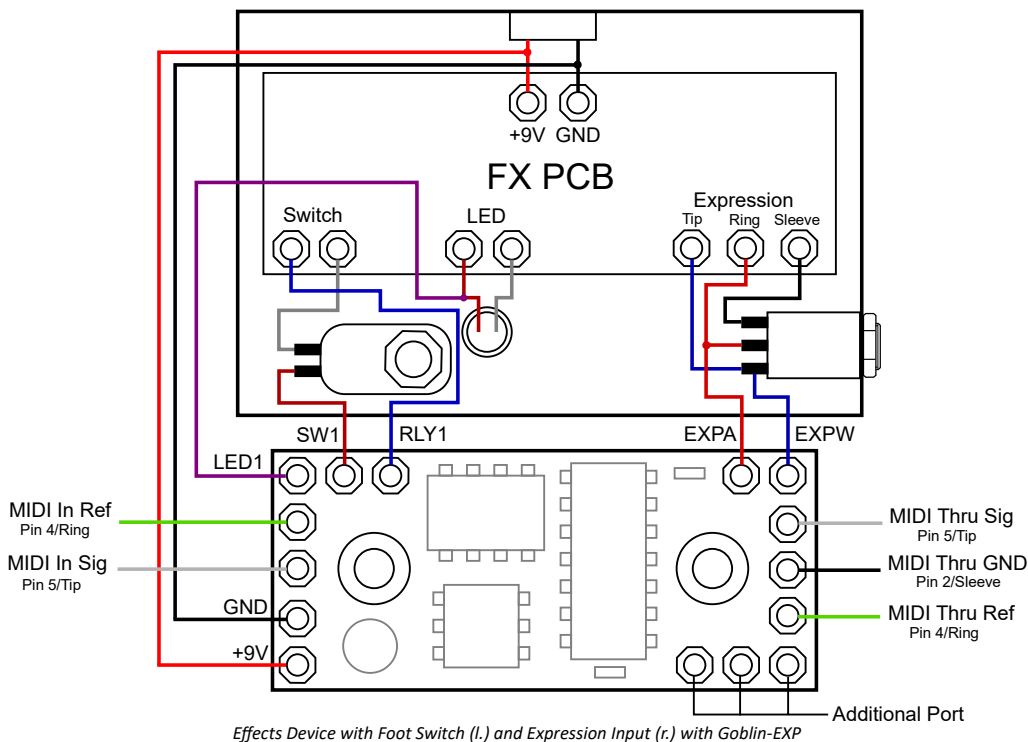 +9V GND
FX PCB
Switch
LED
Expression
Tip Ring Sleeve
SW1 RLY1
EXPA EXPW
LED1
MIDI In Ref
Pin 4/Ring
MIDI In Sig
Pin 5/Tip
GND
+9V
MIDI Thru Sig
Pin 5/Tip
MIDI Thru GND
Pin 2/Sleeve
MIDI Thru Ref
Pin 4/Ring
Additional Port
Effects Device with Foot Switch (l.) and Expression Input (r.) with Goblin-EXP